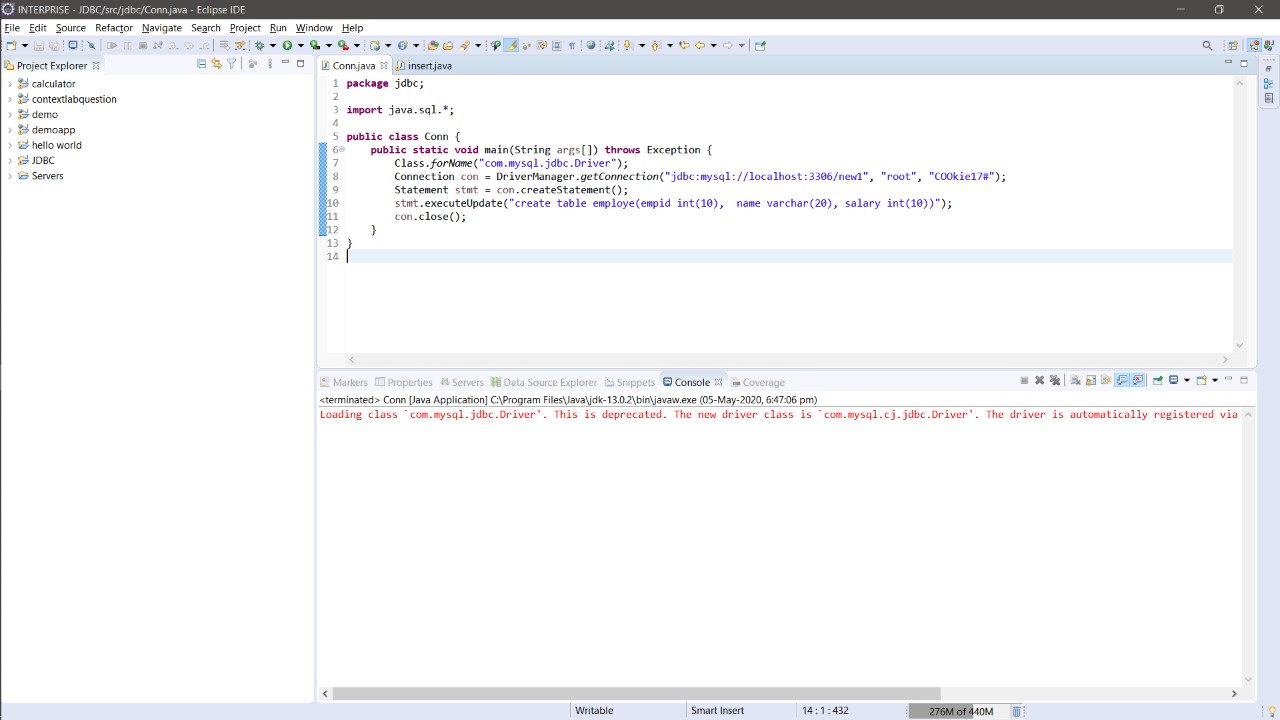 INTERPRISE - JDBC/src/jdbc/Conn.java - Eclipse IDE
File Edit Source Refactor Navigate Search Project Run Window Help
Project Explorer
calculator
contextlabquestion
demo
demoapp
hello world
JDBC
Servers
Conn.java insert.java
1 package jdbc;
2
3 import java.sql.*;
4
5 public class Conn {
6 public static void main(String args[]) throws Exception {
7 Class.forName("com.mysql.jdbc.Driver");
8 Connection con = DriverManager.getConnection("jdbc:mysql://localhost:3306/new1", "root", "COOkie17#");
9 Statement stmt = con.createStatement();
10 stmt.executeUpdate("create table employe(empid int(10),  name varchar(20), salary int(10))");
11 con.close();
12 }
13 }
14
Markers Properties Servers Data Source Explorer Snippets Console Coverage
<terminated> Conn [Java Application] C:\Program Files\Java\jdk-13.0.2\bin\javaw.exe (05-May-2020, 6:47:06 pm)
Loading class `com.mysql.jdbc.Driver'. This is deprecated. The new driver class is `com.mysql.cj.jdbc.Driver'. The driver is automatically registered via
Writable Smart Insert 14 : 1 : 432 276M of 440M